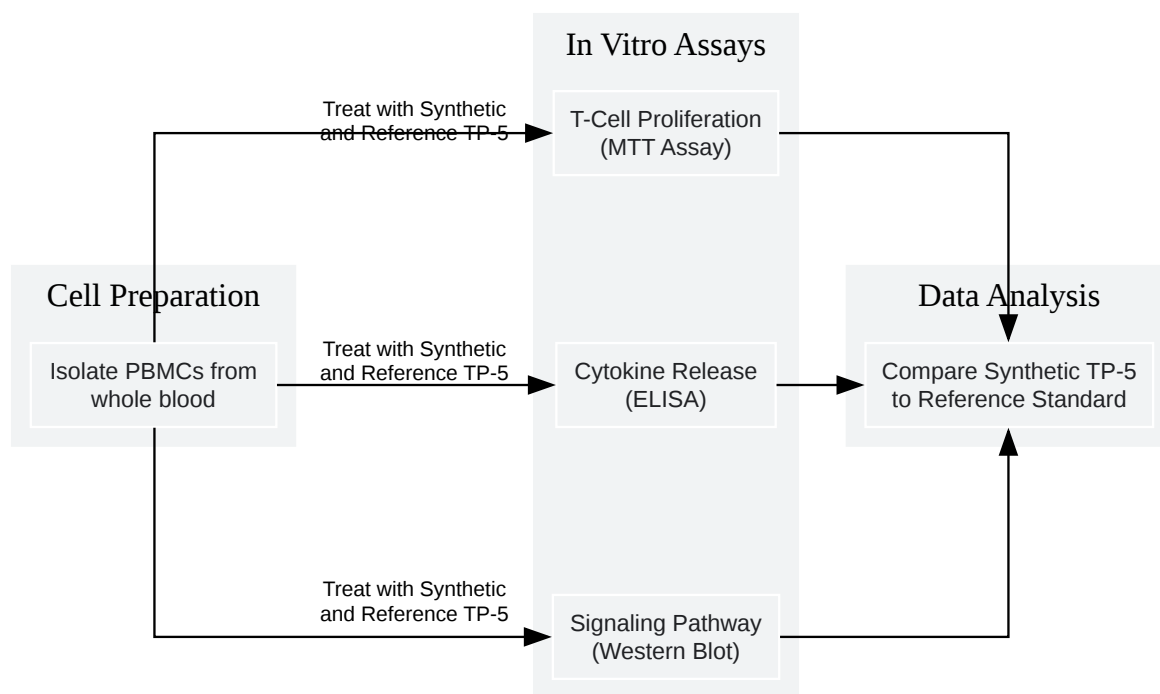 In Vitro Assays
Treat with Synthetic
and Reference TP-5
T-Cell Proliferation
(MTT Assay)
Cell Preparation
Data Analysis
Isolate PBMCs from
whole blood
Treat with Synthetic
and Reference TP-5
Cytokine Release
(ELISA)
Compare Synthetic TP-5
to Reference Standard
Treat with Synthetic
and Reference TP-5
Signaling Pathway
(Western Blot)